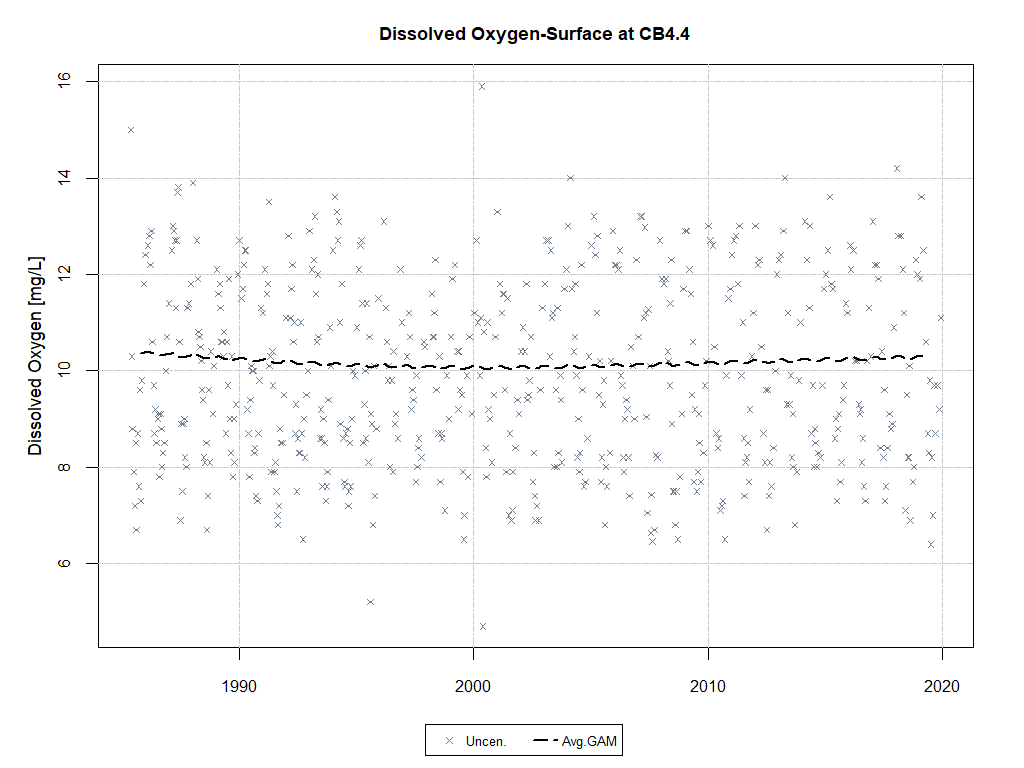 Dissolved Oxygen-Surface at CB4.4
Dissolved Oxygen [mg/L]
16
14
12
10
8
6
1990 2000 2010 2020
Uncen. Avg.GAM